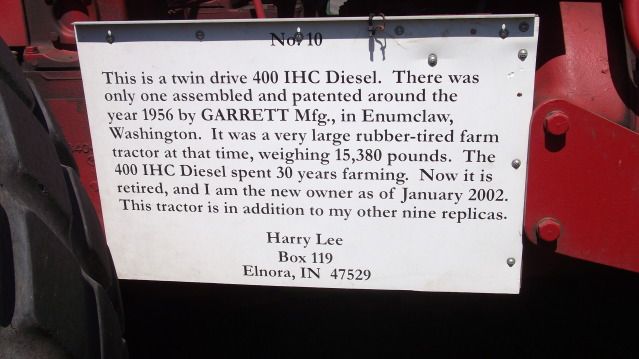 No. 10
This is a twin drive 400 IHC Diesel. There was
only one assembled and patented around the
year 1956 by GARRETT Mfg., in Enumclaw,
Washington. It was a very large rubber-tired farm
tractor at that time, weighing 15,380 pounds. The
400 IHC Diesel spent 30 years farming. Now it is
retired, and I am the new owner as of January 2002.
This tractor is in addition to my other nine replicas.
Harry Lee
Box 119
Elnora, IN 47529